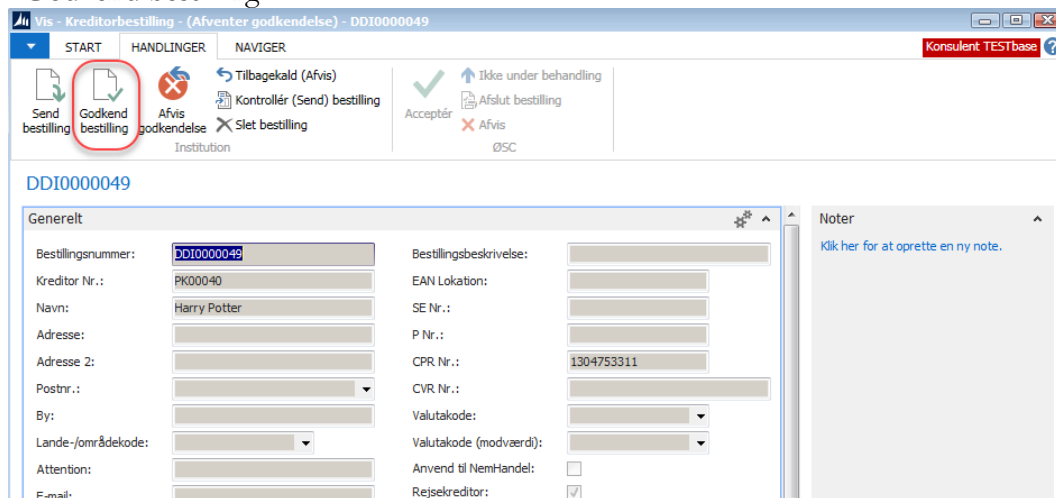 Vis - Kreditorbestilling - (Afventer godkendelse) - DDI0000049
START HANDLINGER NAVIGER
Konsulent TESTbase
Send bestilling
Godkend bestilling
Afvis godkendelse
Tilbagekald (Afvis)
Kontrollér (Send) bestilling
Slet bestilling
Institution
Acceptér
Ikke under behandling
Afslut bestilling
Afvis
ØSC
DDI0000049
Generelt
Bestillingsnummer: DDI0000049
Kreditor Nr.: PK00040
Navn: Harry Potter
Adresse:
Adresse 2:
Postnr.:
By:
Lande-/områdekode:
Attention:
E-mail:
Bestillingsbeskrivelse:
EAN Lokation:
SE Nr.:
P Nr.:
CPR Nr.: 1304753311
CVR Nr.:
Valutakode:
Valutakode (modværdi):
Anvend til NemHandel:
Rejsekreditor:
Noter
Klik her for at oprette en ny note.